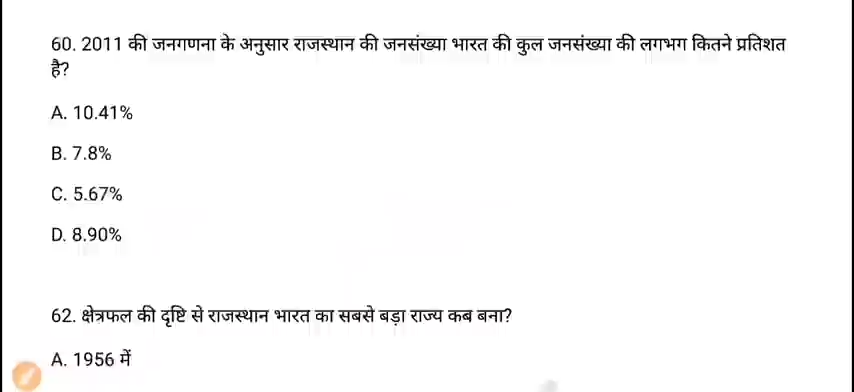 60. 2011 की जनगणना के अनुसार राजस्थान की जनसंख्या भारत की कुल जनसंख्या की लगभग कितने प्रतिशत
है?
A. 10.41%
B. 7.8%
C. 5.67%
D. 8.90%
62. क्षेत्रफल की दृष्टि से राजस्थान भारत का सबसे बड़ा राज्य कब बना?
A. 1956 में